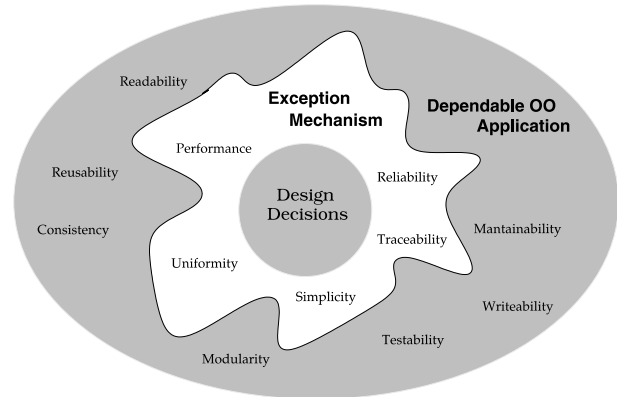 Readability
Exception
Mechanism
Dependable OO
Application
Performance
Reusability
Reliability
Design
Decisions
Consistency
Mantainability
Traceability
Uniformity
Simplicity
Writeability
Testability
Modularity